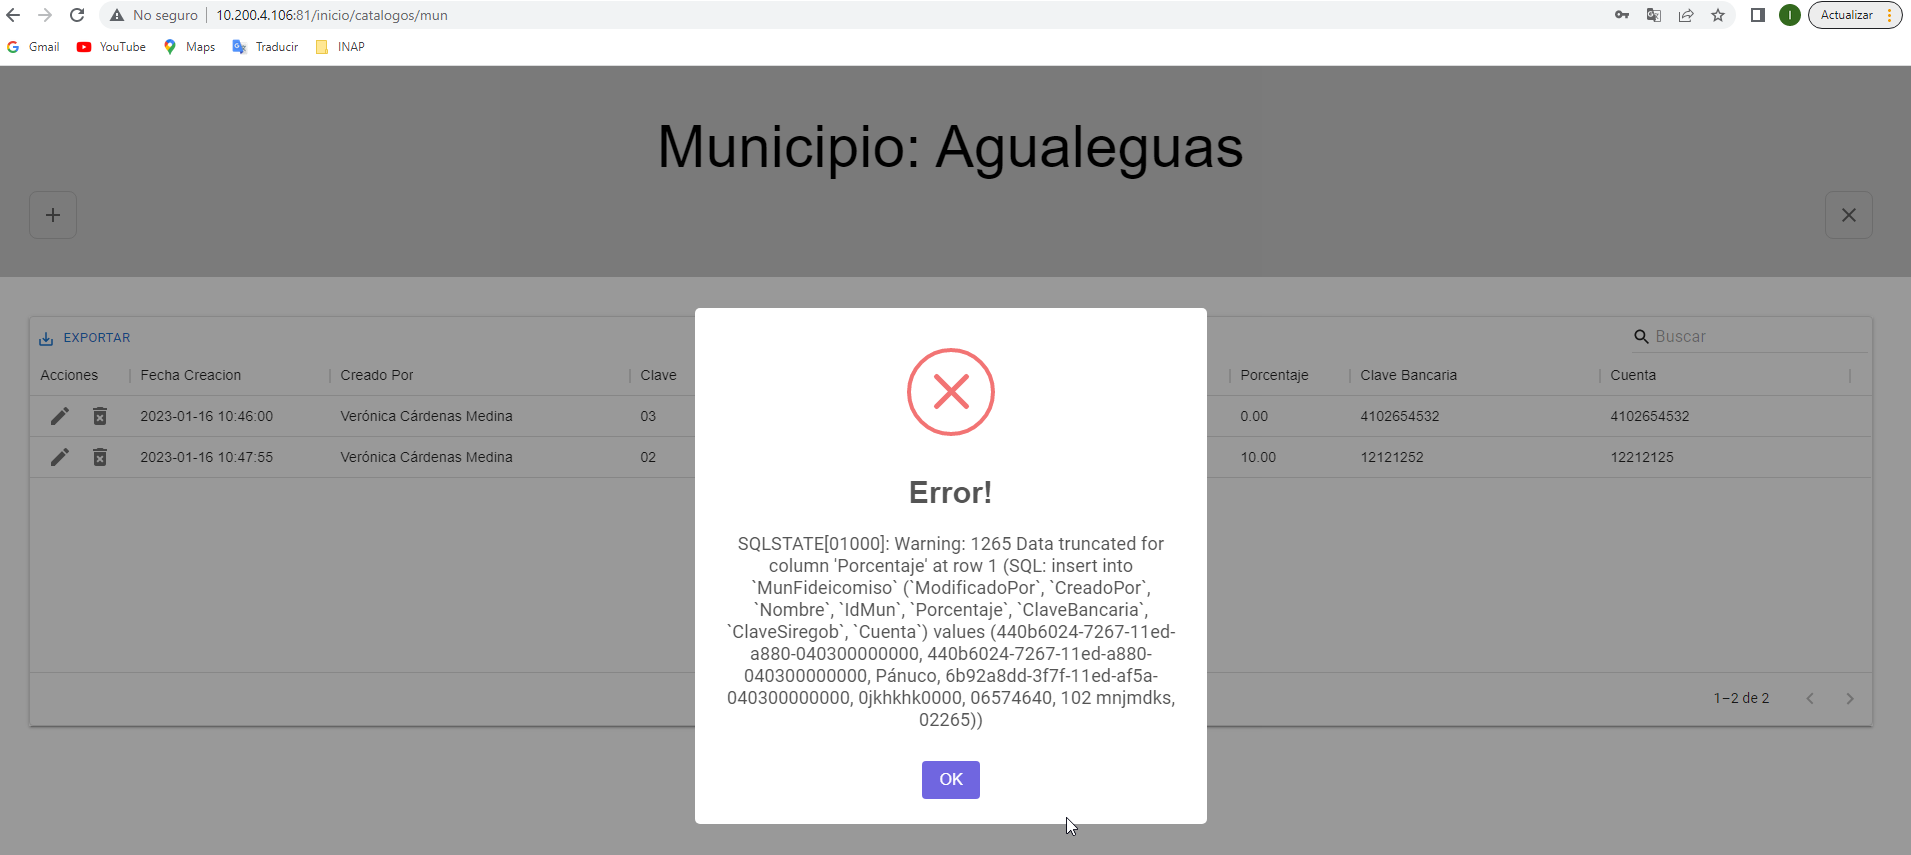 No seguro
10.200.4.106:81/inicio/catalogos/mun
I
Actualizar
Gmail
YouTube
Maps
Traducir
INAP
Municipio: Agualeguas
EXPORTAR
Buscar
Acciones Fecha Creacion Creado Por Clave Porcentaje Clave Bancaria Cuenta
2023-01-16 10:46:00 Verónica Cárdenas Medina 03 0.00 4102654532 4102654532
2023-01-16 10:47:55 Verónica Cárdenas Medina 02 10.00 12121252 12212125
1–2 de 2
Error!
SQLSTATE[01000]: Warning: 1265 Data truncated for
column 'Porcentaje' at row 1 (SQL: insert into
`MunFideicomiso` (`ModificadoPor`, `CreadoPor`,
`Nombre`, `IdMun`, `Porcentaje`, `ClaveBancaria`,
`ClaveSiregob`, `Cuenta`) values (440b6024-7267-11ed-
a880-040300000000, 440b6024-7267-11ed-a880-
040300000000, Pánuco, 6b92a8dd-3f7f-11ed-af5a-
040300000000, 0jkhkhk0000, 06574640, 102 mnjmdks,
02265))
OK